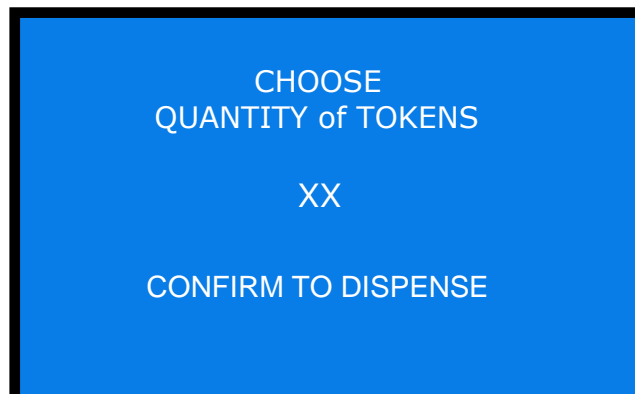 CHOOSE
QUANTITY of TOKENS
XX
CONFIRM TO DISPENSE